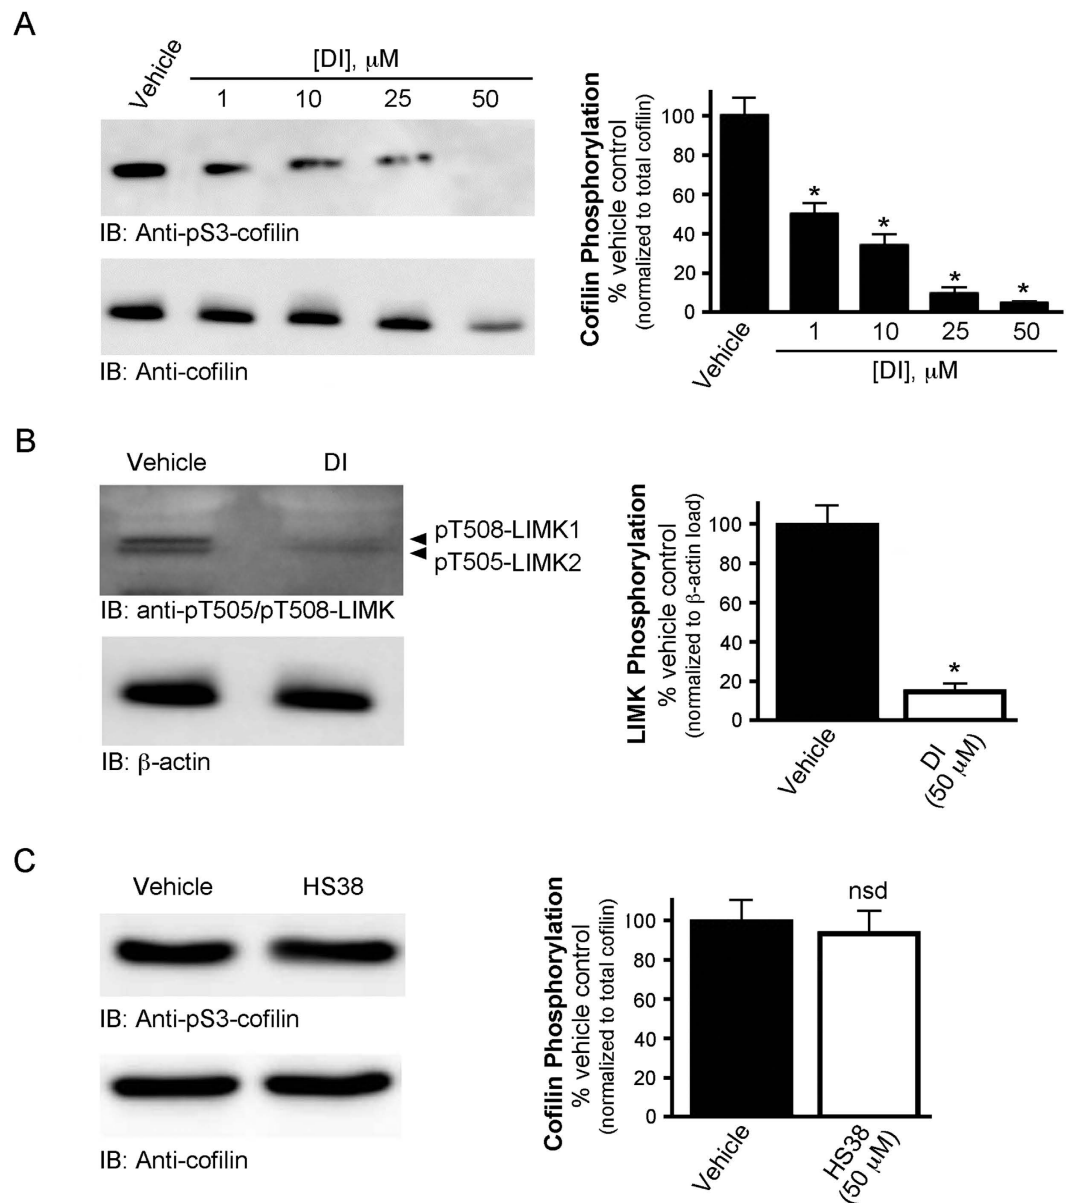 A
Vehicle
[DI], μM
1 10 25 50
IB: Anti-pS3-cofilin
IB: Anti-cofilin
Cofilin Phosphorylation
% vehicle control
(normalized to total cofilin)
100
80
60
40
20
0
* * * *
Vehicle
1 10 25 50
[DI], μM
B
Vehicle DI
pT508-LIMK1
pT505-LIMK2
IB: anti-pT505/pT508-LIMK
IB: β-actin
LIMK Phosphorylation
% vehicle control
(normalized to β-actin load)
100
80
60
40
20
0
*
Vehicle
DI
(50 μM)
C
Vehicle HS38
IB: Anti-pS3-cofilin
IB: Anti-cofilin
Cofilin Phosphorylation
% vehicle control
(normalized to total cofilin)
100
80
60
40
20
0
nsd
Vehicle
HS38
(50 μM)